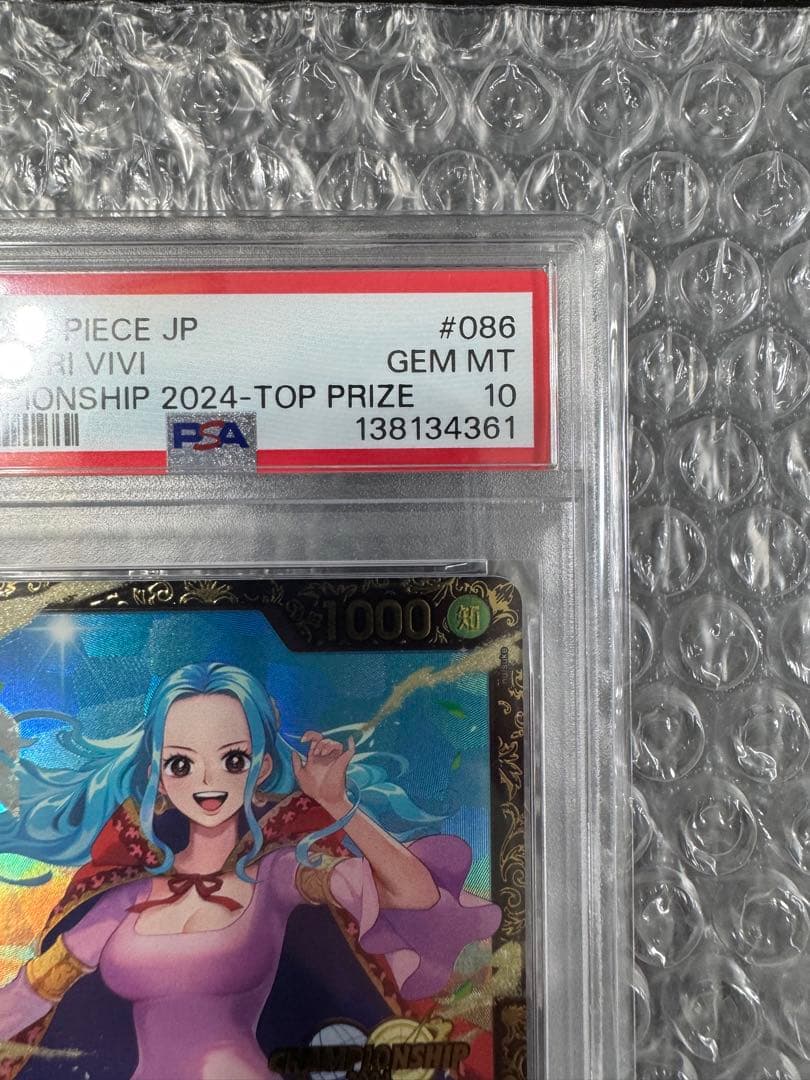 PIECE JP #086
RI VIVI GEM MT
IONSHIP 2024-TOP PRIZE 10
PSA 138134361
1000 知
CHAMPIONSHIP